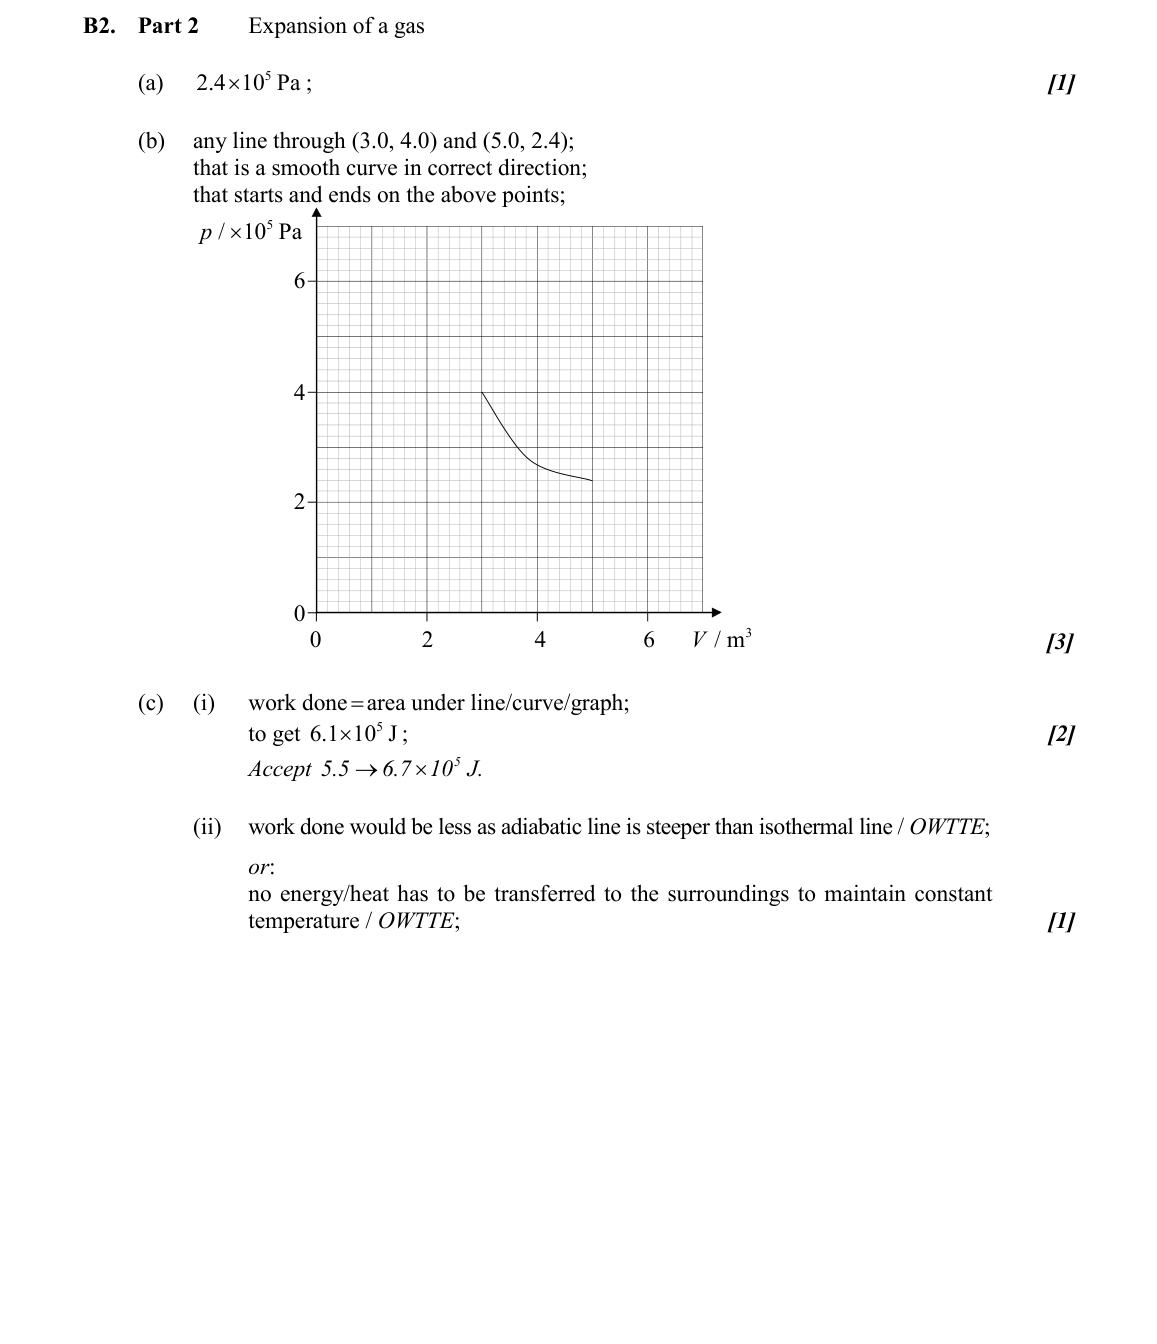 B2. Part 2 Expansion of a gas
(a) 2.4×10⁵ Pa ; [1]
(b) any line through (3.0, 4.0) and (5.0, 2.4);
that is a smooth curve in correct direction;
that starts and ends on the above points;
p / ×10⁵ Pa
6
4
2
0
0 2 4 6 V / m³ [3]
(c) (i) work done = area under line/curve/graph;
to get 6.1×10⁵ J ; [2]
Accept 5.5 → 6.7×10⁵ J.
(ii) work done would be less as adiabatic line is steeper than isothermal line / OWTTE;
or:
no energy/heat has to be transferred to the surroundings to maintain constant
temperature / OWTTE; [1]